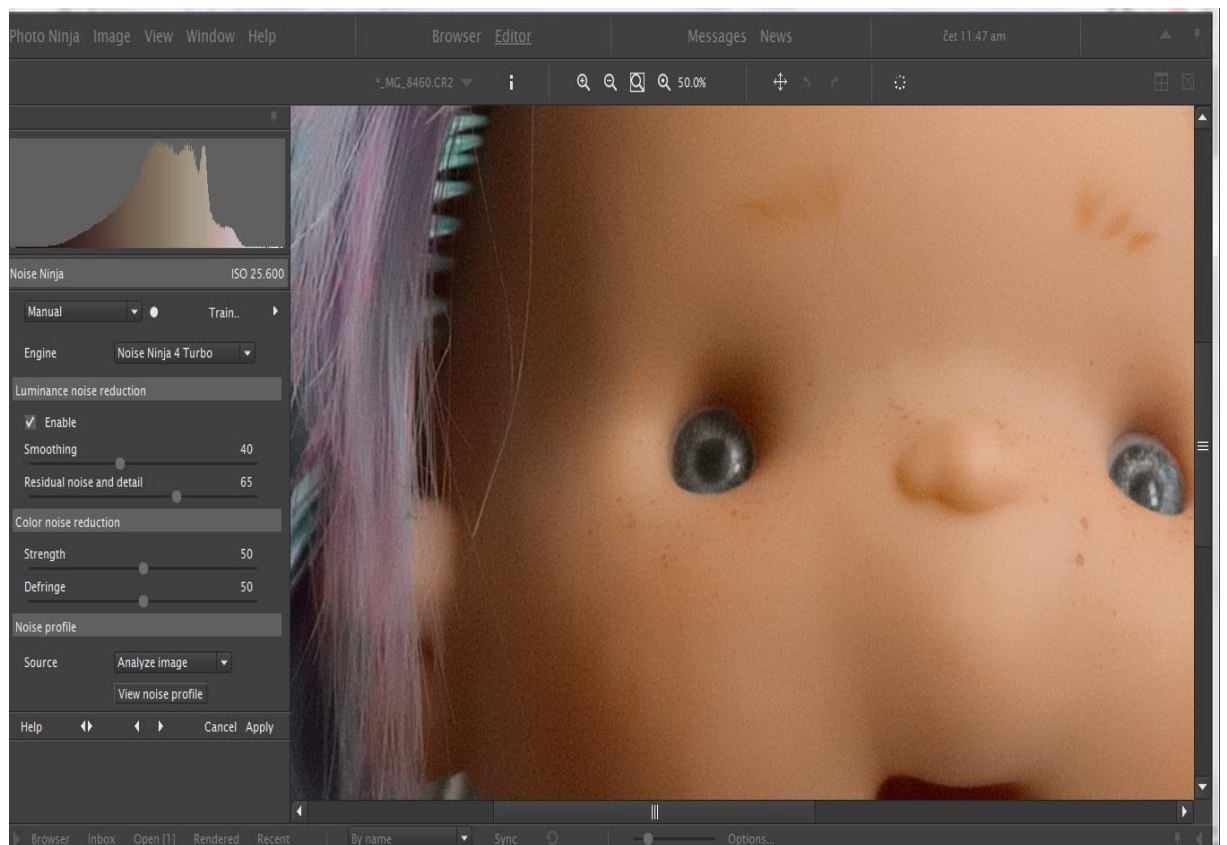 Photo Ninja Image View Window Help Browser Editor Messages News čet 11:47 am
*_MG_8460.CR2 i 50.0%
Noise Ninja ISO 25.600
Manual Train..
Engine Noise Ninja 4 Turbo
Luminance noise reduction
Enable
Smoothing 40
Residual noise and detail 65
Color noise reduction
Strength 50
Defringe 50
Noise profile
Source Analyze image
View noise profile
Help Cancel Apply
Browser Inbox Open [1] Rendered Recent By name Sync Options...